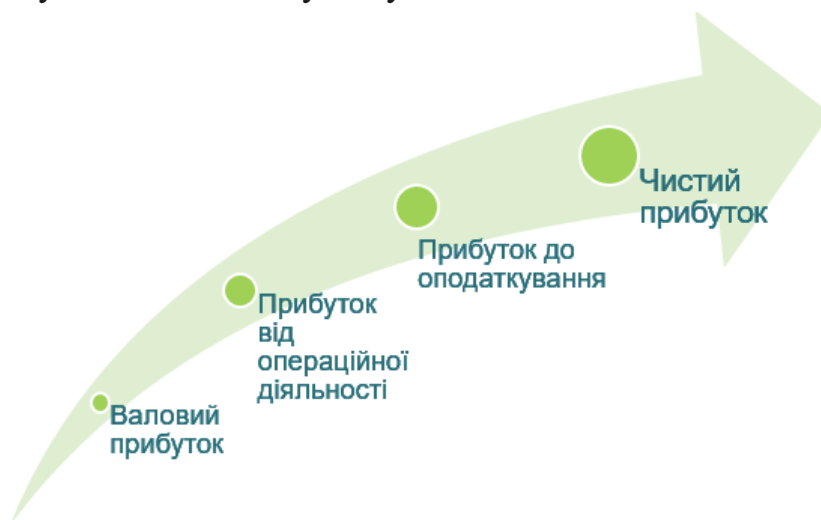 Валовий
прибуток
Прибуток
від
операційної
діяльності
Прибуток до
оподаткування
Чистий
прибуток